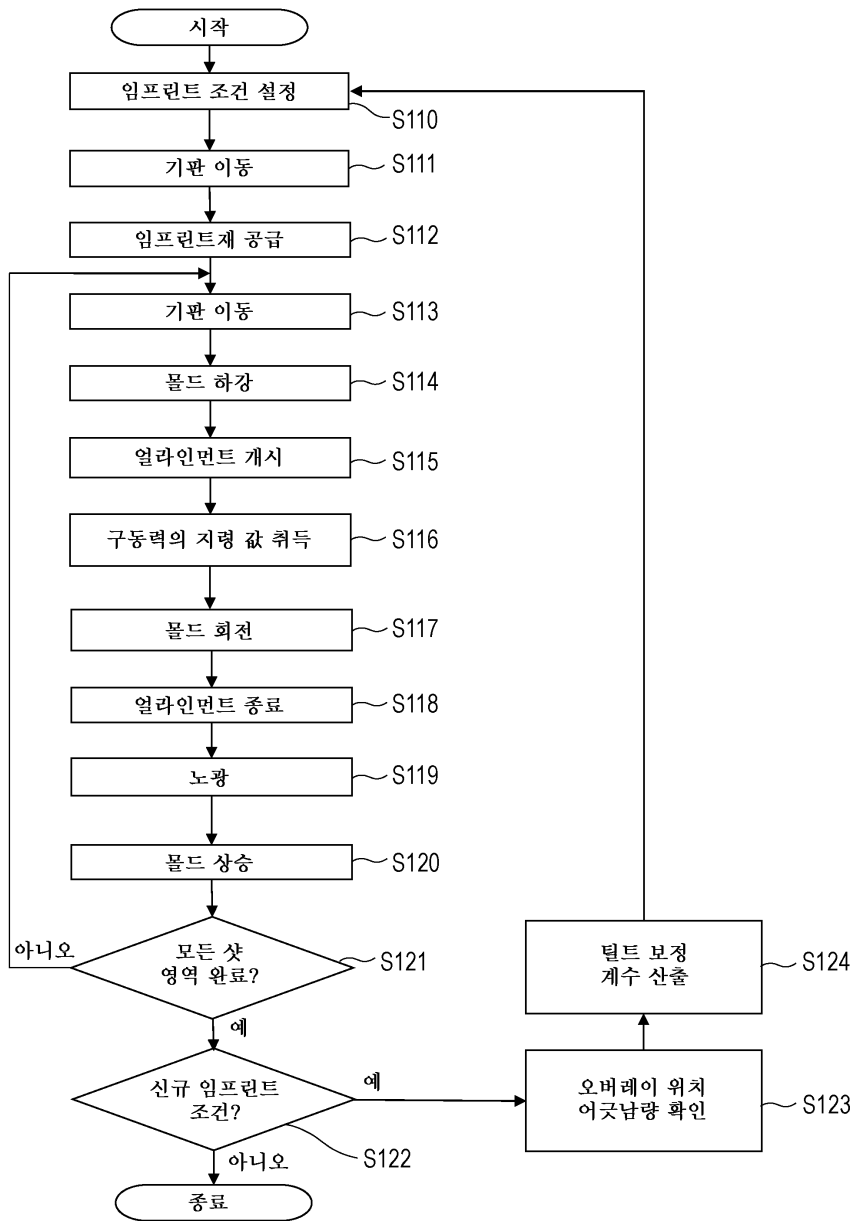 시작
임프린트 조건 설정
S110
기판 이동
S111
임프린트재 공급
S112
기판 이동
S113
몰드 하강
S114
얼라인먼트 개시
S115
구동력의 지령 값 취득
S116
몰드 회전
S117
얼라인먼트 종료
S118
노광
S119
몰드 상승
S120
모든 샷
영역 완료?
S121
아니오
예
신규 임프린트
조건?
S122
예
아니오
종료
오버레이 위치
어긋남량 확인
S123
틸트 보정
계수 산출
S124